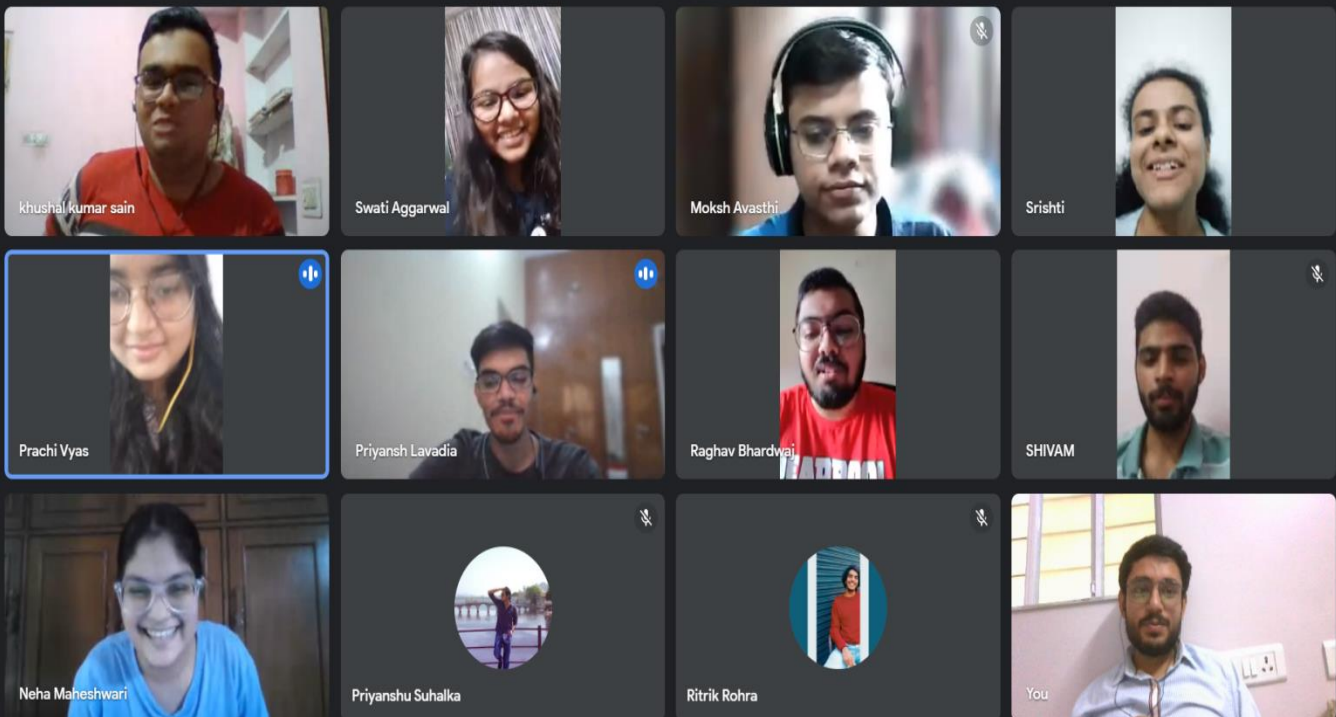 khushal kumar sain
Swati Aggarwal
Moksh Avasthi
Srishti
Prachi Vyas
Priyansh Lavadia
Raghav Bhardwaj
SHIVAM
Neha Maheshwari
Priyanshu Suhalka
Ritrik Rohra
You